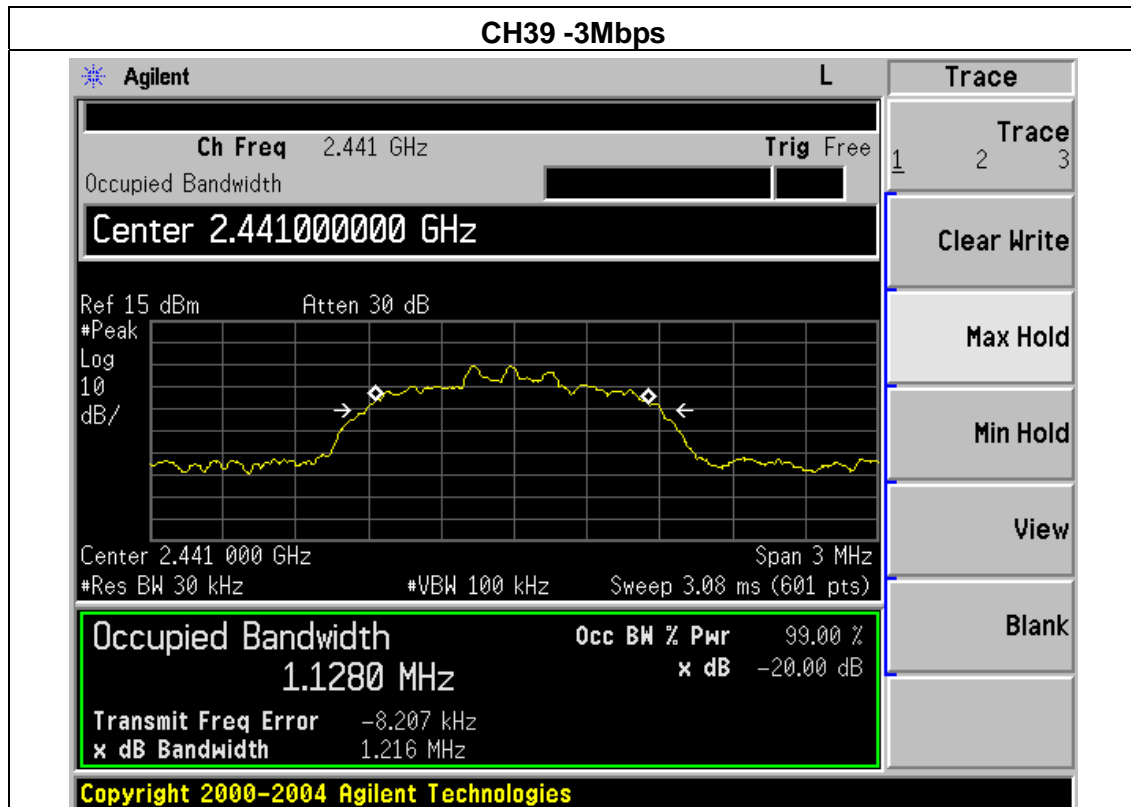 CH39 -3Mbps
Agilent L Trace
Ch Freq 2.441 GHz Trig Free
Occupied Bandwidth
Center 2.441000000 GHz
Ref 15 dBm Atten 30 dB
#Peak
Log
10
dB/
Center 2.441 000 GHz Span 3 MHz
#Res BW 30 kHz #VBW 100 kHz Sweep 3.08 ms (601 pts)
Occupied Bandwidth Occ BW % Pwr 99.00 %
1.1280 MHz x dB -20.00 dB
Transmit Freq Error -8.207 kHz
x dB Bandwidth 1.216 MHz
Copyright 2000-2004 Agilent Technologies
Trace
1 2 3
Clear Write
Max Hold
Min Hold
View
Blank